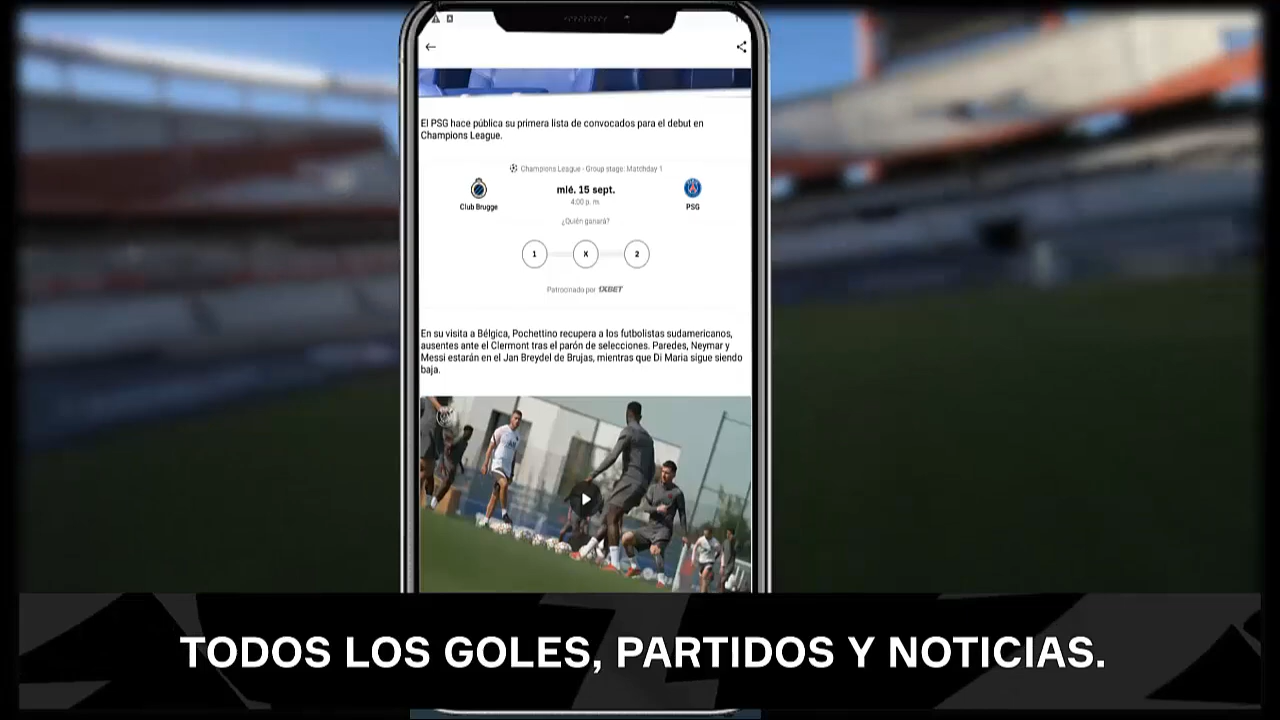 El PSG hace pública su primera lista de convocados para el debut en
Champions League.
Champions League - Group stage: Matchday 1
Club Brugge
mié. 15 sept.
4:00 p. m.
PSG
¿Quién ganará?
1
X
2
Patrocinado por 1XBET
En su visita a Bélgica, Pochettino recupera a los futbolistas sudamericanos,
ausentes ante el Clermont tras el parón de selecciones. Paredes, Neymar y
Messi estarán en el Jan Breydel de Brujas, mientras que Di Maria sigue siendo
baja.
TODOS LOS GOLES, PARTIDOS Y NOTICIAS.